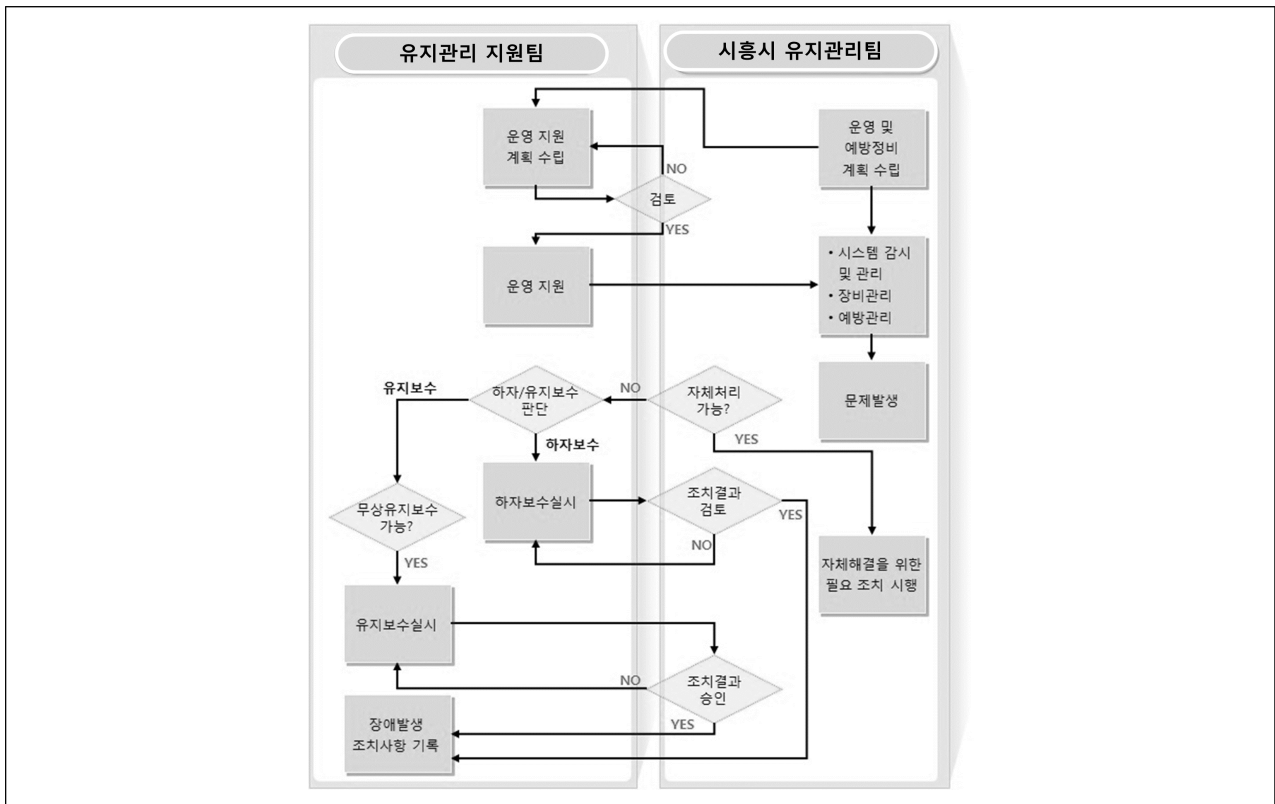 유지관리 지원팀
시흥시 유지관리팀
운영 지원
계획 수립
운영 및
예방정비
계획 수립
NO
검토
YES
운영 지원
• 시스템 감시
및 관리
• 장비관리
• 예방관리
유지보수
하자/유지보수
판단
NO
자체처리
가능?
문제발생
YES
하자보수
무상유지보수
가능?
하자보수실시
조치결과
검토
YES
NO
YES
자체해결을 위한
필요 조치 시행
유지보수실시
NO
조치결과
승인
YES
장애발생
조치사항 기록